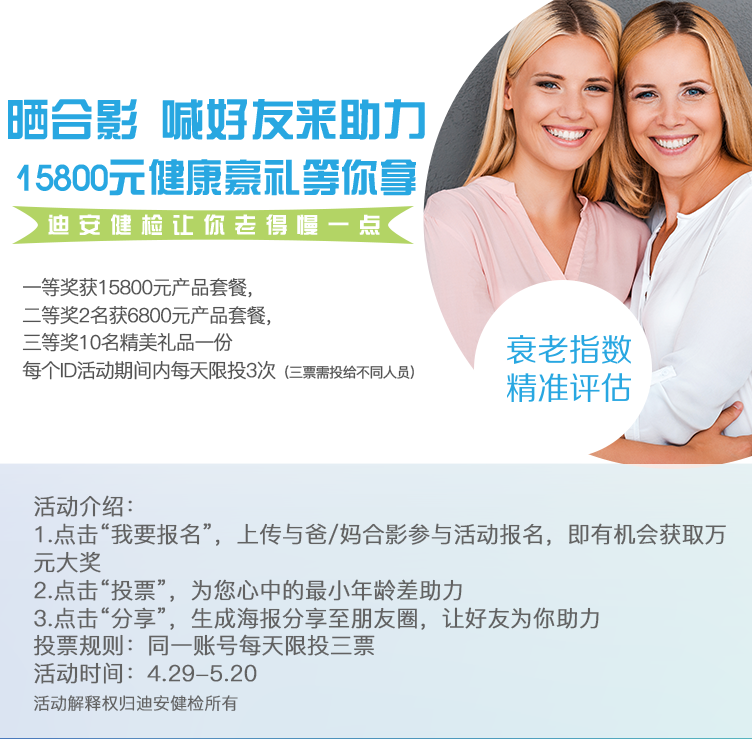 晒合影 喊好友来助力
15800元健康豪礼等你拿
迪安健检让你老得慢一点
一等奖获15800元产品套餐，
二等奖2名获6800元产品套餐，
三等奖10名精美礼品一份
每个ID活动期间内每天限投3次（三票需投给不同人员）
衰老指数
精准评估
活动介绍：
1.点击“我要报名”，上传与爸/妈合影参与活动报名，即有机会获取万
元大奖
2.点击“投票”，为您心中的最小年龄差助力
3.点击“分享”，生成海报分享至朋友圈，让好友为你助力
投票规则：同一账号每天限投三票
活动时间：4.29-5.20
活动解释权归迪安健检所有